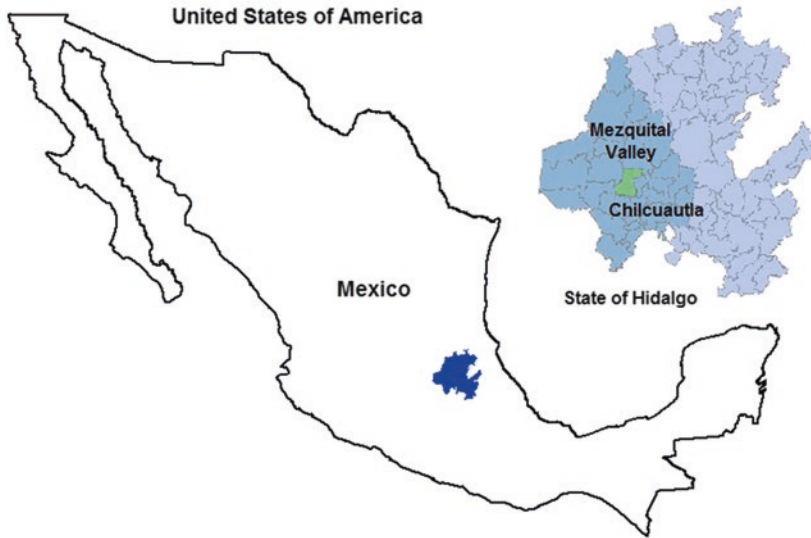 United States of America
Mezquital
Valley
Chilcuautla
Mexico
State of Hidalgo